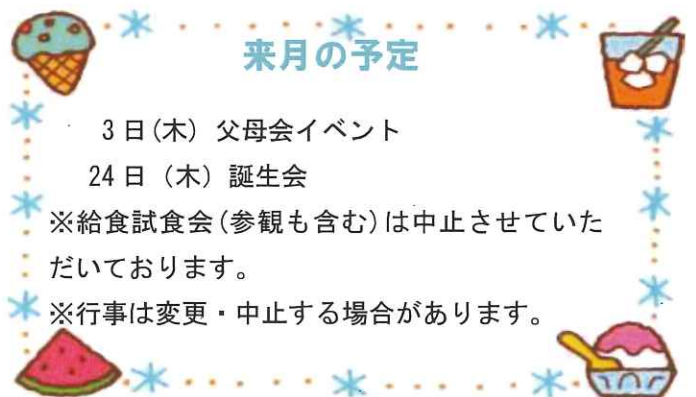 来月の予定
3日(木) 父母会イベント
24日（木）誕生会
※給食試食会(参観も含む)は中止させていた
だいております。
※行事は変更・中止する場合があります。